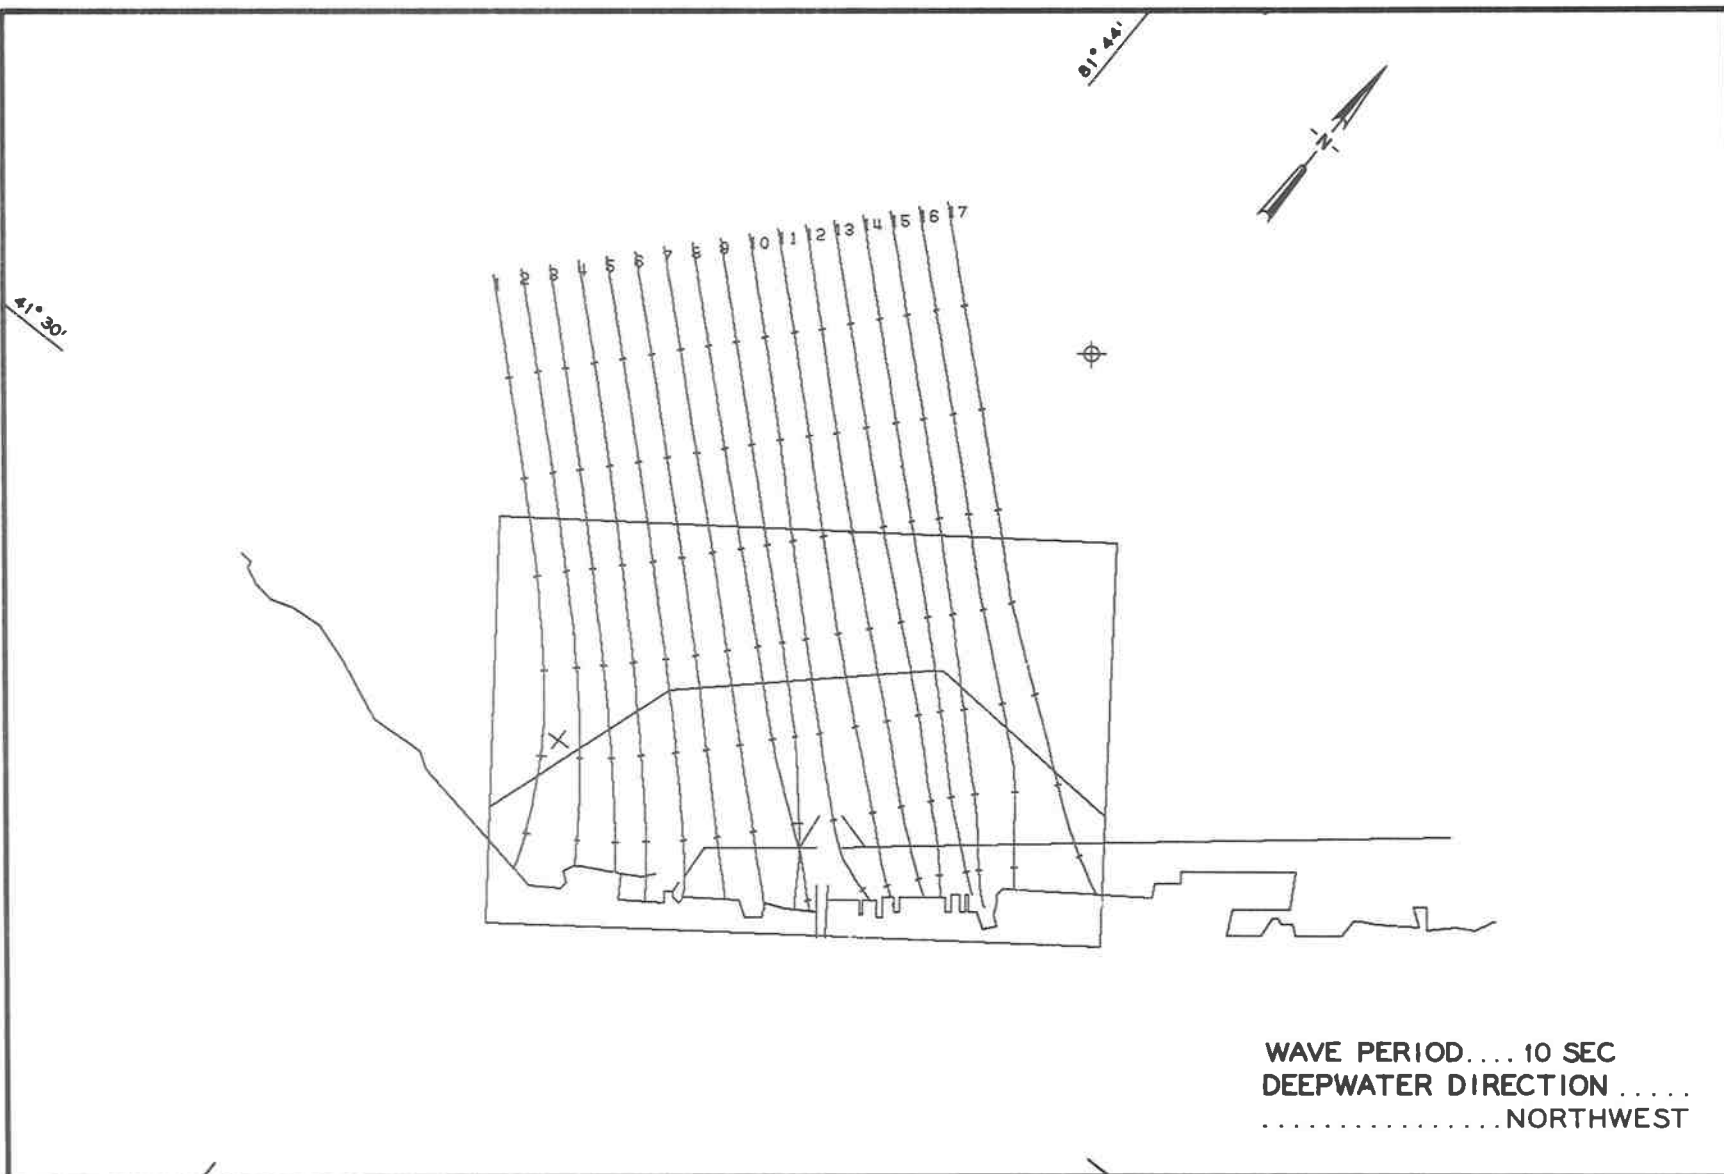 81° 44'
N
41° 30'
1 2 3 4 5 6 7 8 9 10 11 12 13 14 15 16 17
WAVE PERIOD.... 10 SEC
DEEPWATER DIRECTION .....
................NORTHWEST